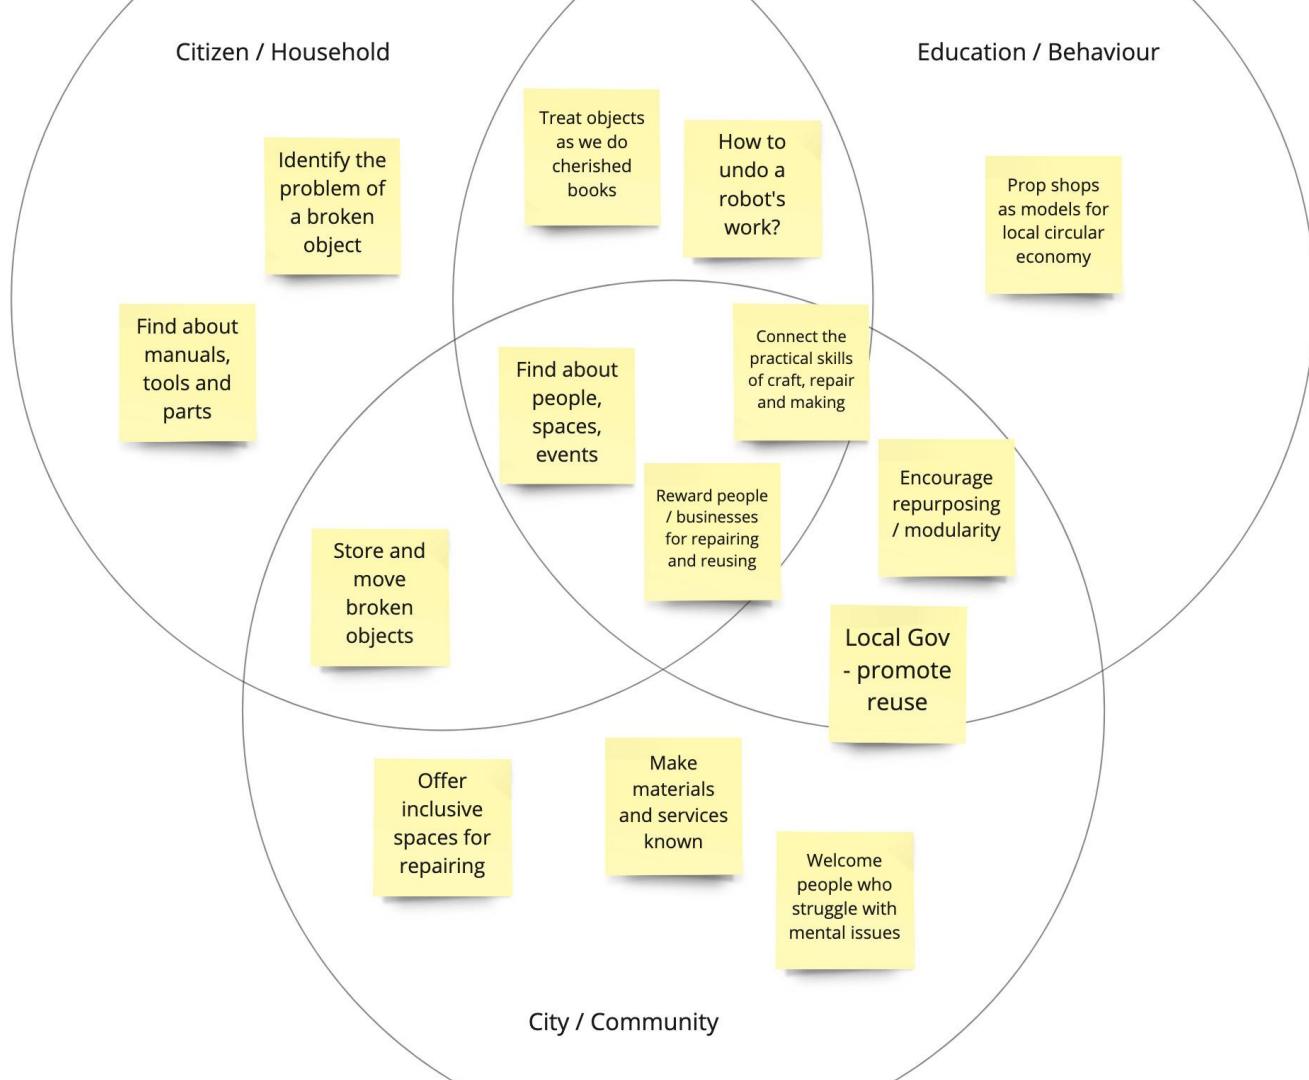 Citizen / Household
Education / Behaviour
Treat objects
as we do
cherished
books
How to
undo a
robot's
work?
Identify the
problem of
a broken
object
Prop shops
as models for
local circular
economy
Find about
manuals,
tools and
parts
Find about
people,
spaces,
events
Connect the
practical skills
of craft, repair
and making
Reward people
/ businesses
for repairing
and reusing
Encourage
repurposing
/ modularity
Store and
move
broken
objects
Local Gov
- promote
reuse
Offer
inclusive
spaces for
repairing
Make
materials
and services
known
Welcome
people who
struggle with
mental issues
City / Community